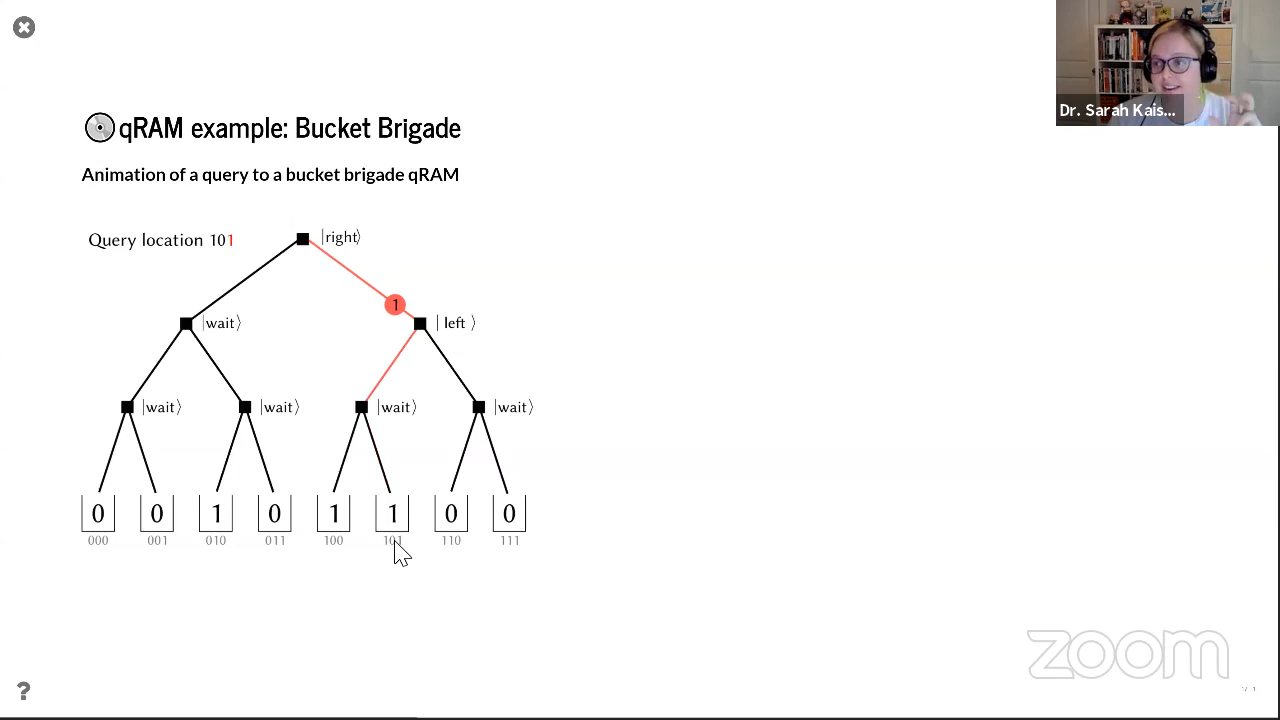 Dr. Sarah Kais...
qRAM example: Bucket Brigade
Animation of a query to a bucket brigade qRAM
Query location 101
|right⟩
1
|wait⟩
| left ⟩
|wait⟩
|wait⟩
|wait⟩
|wait⟩
0 0 1 0 1 1 0 0
000 001 010 011 100 101 110 111
zoom
?